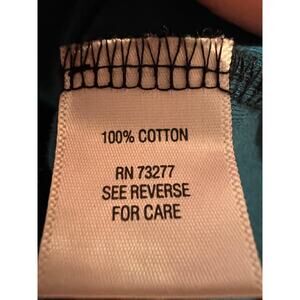 100% COTTON
RN 73277
SEE REVERSE
FOR CARE